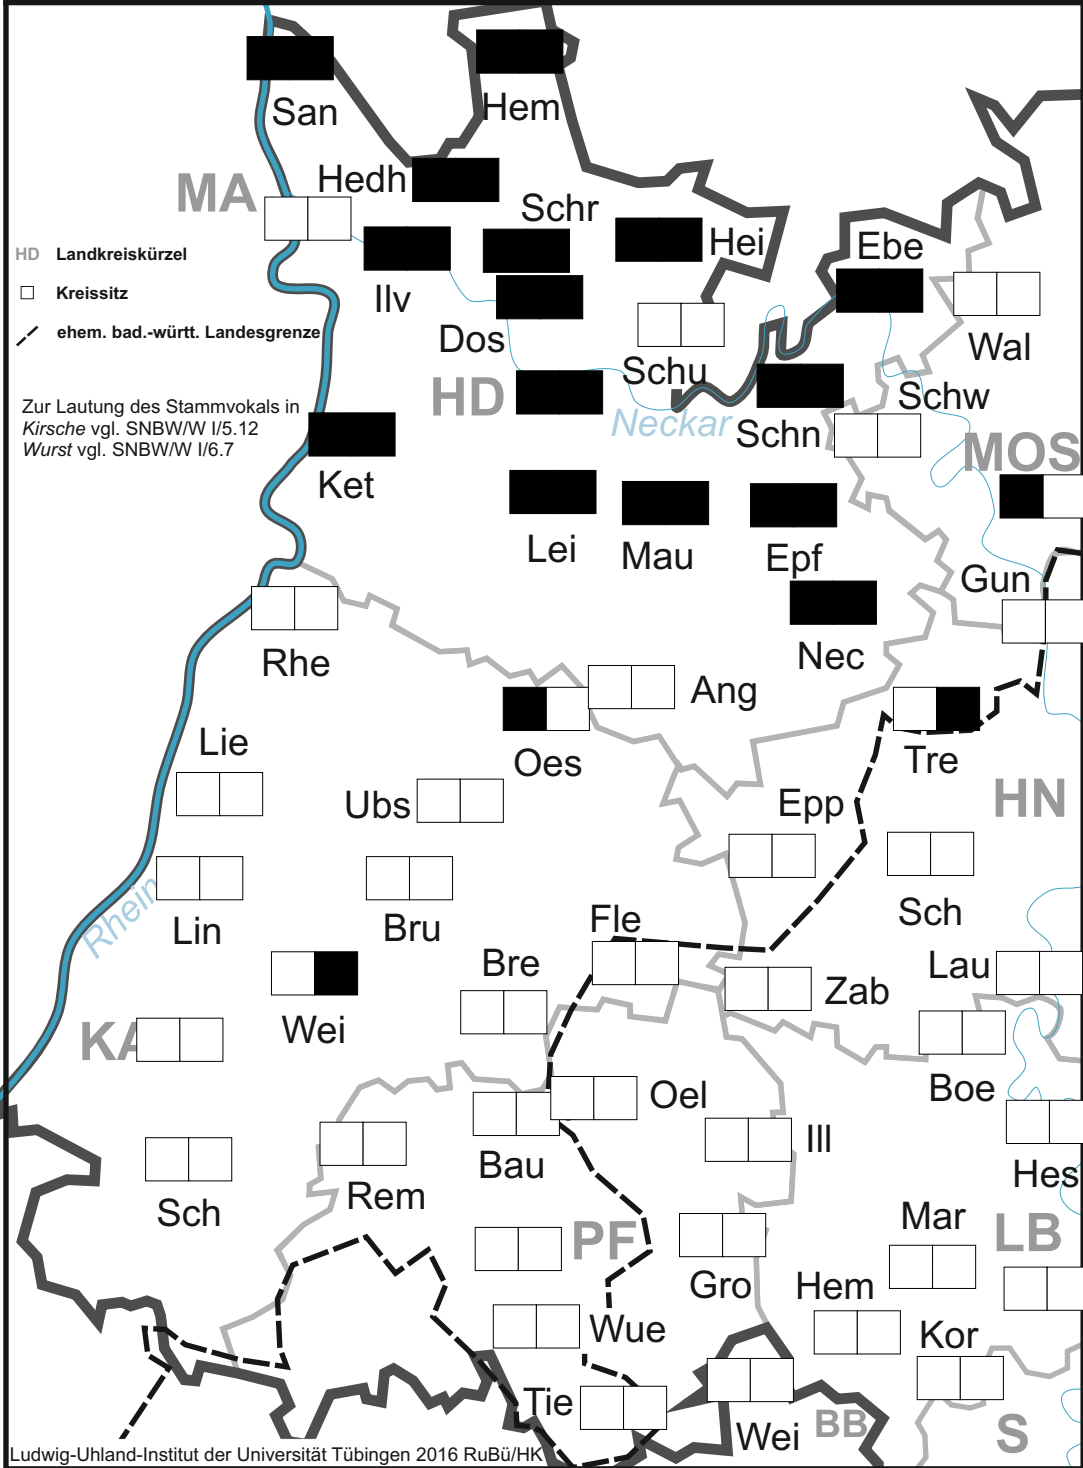 San
Hem
Hedh
MA
Schr
Hei
Ebe
HD Landkreiskürzel
Kreissitz
Ilv
ehem. bad.-württ. Landesgrenze
Dos
Wal
Schu
HD
Schw
Zur Lautung des Stammvokals in
Kirsche vgl. SNBW/W I/5.12
Wurst vgl. SNBW/W I/6.7
Neckar
Schn
MOS
Ket
Lei
Mau
Epf
Gun
Rhe
Nec
Ang
Lie
Oes
Tre
Ubs
Epp
HN
Rhein
Lin
Bru
Fle
Sch
Bre
Lau
Zab
Wei
KA
Boe
Oel
Ill
Bau
Hes
Rem
Sch
Mar
PF
LB
Gro
Hem
Wue
Kor
Tie
Wei
BB
S
Ludwig-Uhland-Institut der Universität Tübingen 2016 RuBü/HK